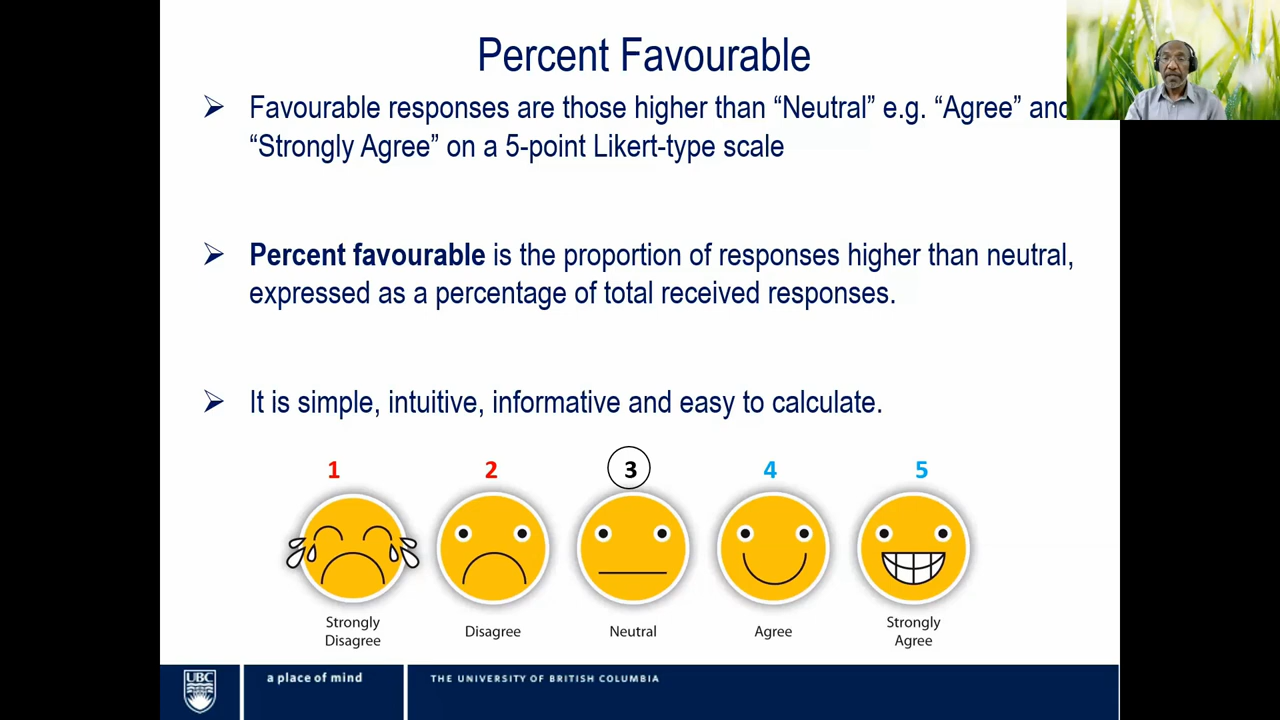 Percent Favourable
Favourable responses are those higher than “Neutral” e.g. “Agree” and
“Strongly Agree” on a 5-point Likert-type scale
Percent favourable is the proportion of responses higher than neutral,
expressed as a percentage of total received responses.
It is simple, intuitive, informative and easy to calculate.
1 2 3 4 5
Strongly Disagree Disagree Neutral Agree Strongly Agree
UBC a place of mind THE UNIVERSITY OF BRITISH COLUMBIA